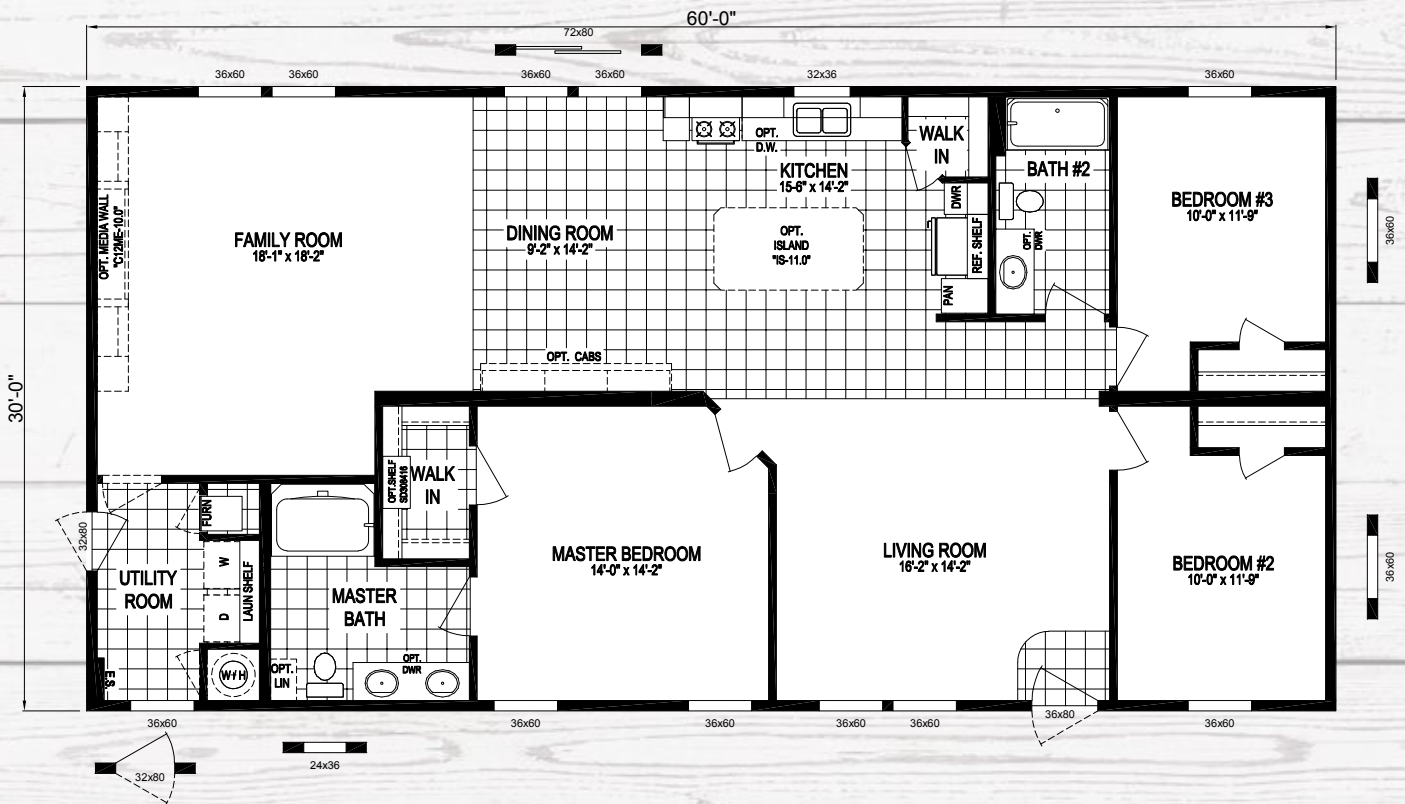 60'-0"
72x80
36x60
36x60
36x60
36x60
32x36
36x60
30'-0"
OPT. MEDIA WALL
"C12ME-10.0"
FAMILY ROOM
18'-1" x 18'-2"
DINING ROOM
9'-2" x 14'-2"
OPT. CABS
OPT.
D.W.
KITCHEN
15-6" x 14'-2"
OPT.
ISLAND
"IS-11.0"
WALK
IN
DWR
REF. SHELF
PAN
BATH #2
OPT.
DWR
BEDROOM #3
10'-0" x 11'-9"
36x60
OPT.SHELF
SD308416
WALK
IN
32x80
FURN
UTILITY
ROOM
W
D
LAUN SHELF
W/H
E.S.
MASTER
BATH
OPT.
LIN
OPT.
DWR
MASTER BEDROOM
14'-0" x 14'-2"
LIVING ROOM
16'-2" x 14'-2"
BEDROOM #2
10'-0" x 11'-9"
36x60
36x60
36x60
36x60
36x60
36x60
36x80
36x60
32x80
24x36